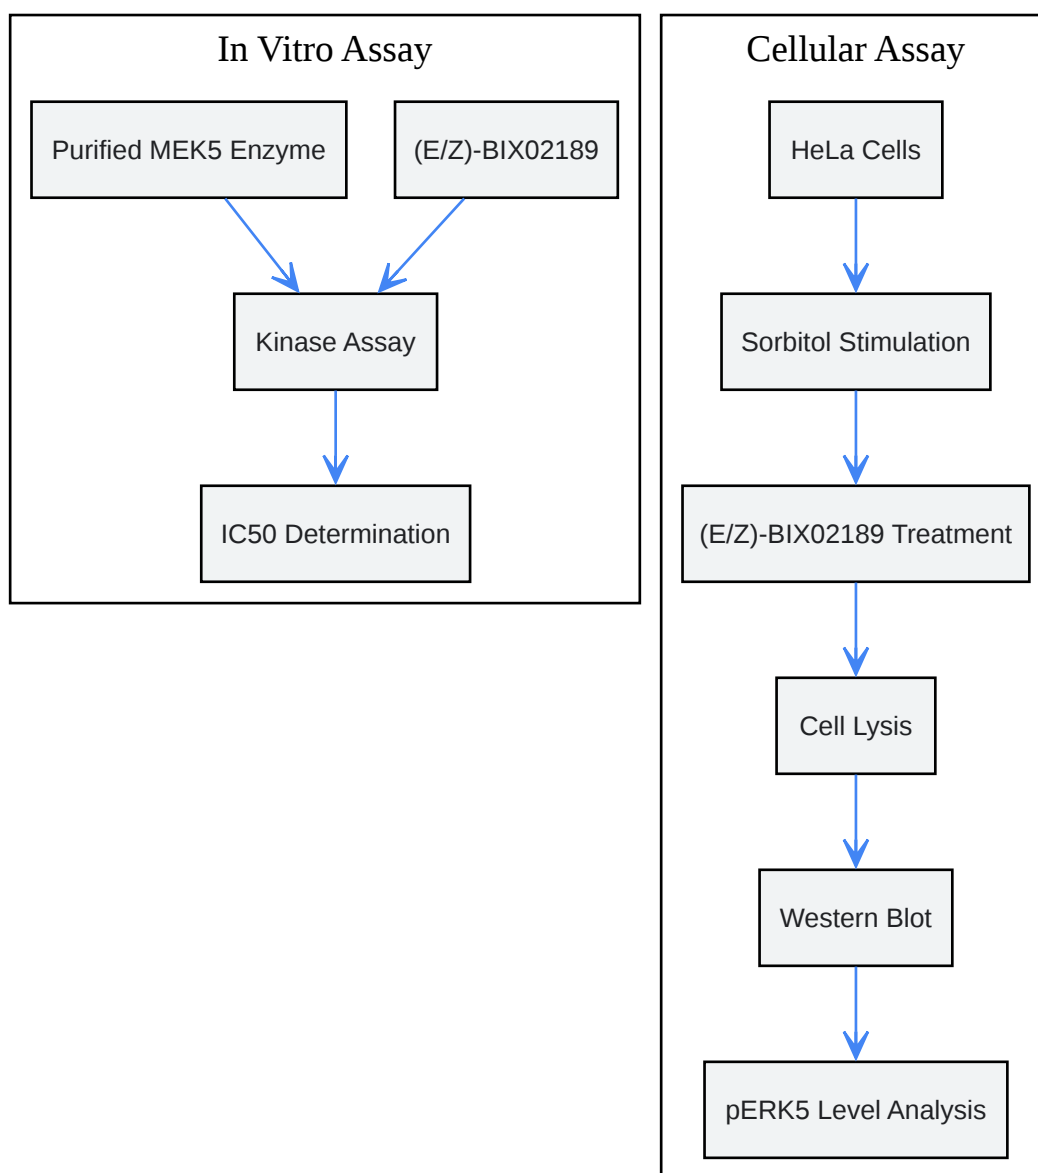 In Vitro Assay
Purified MEK5 Enzyme
(E/Z)-BIX02189
Kinase Assay
IC50 Determination
Cellular Assay
HeLa Cells
Sorbitol Stimulation
(E/Z)-BIX02189 Treatment
Cell Lysis
Western Blot
pERK5 Level Analysis